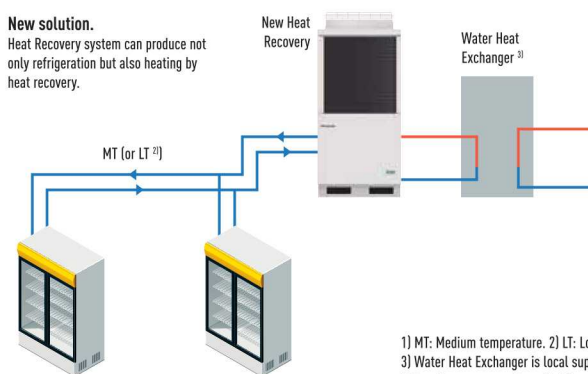 New solution.
Heat Recovery system can produce not
only refrigeration but also heating by
heat recovery.
New Heat
Recovery
Water Heat
Exchanger 3)
MT (or LT 2))
1) MT: Medium temperature. 2) LT:
3) Water Heat Exchanger is local